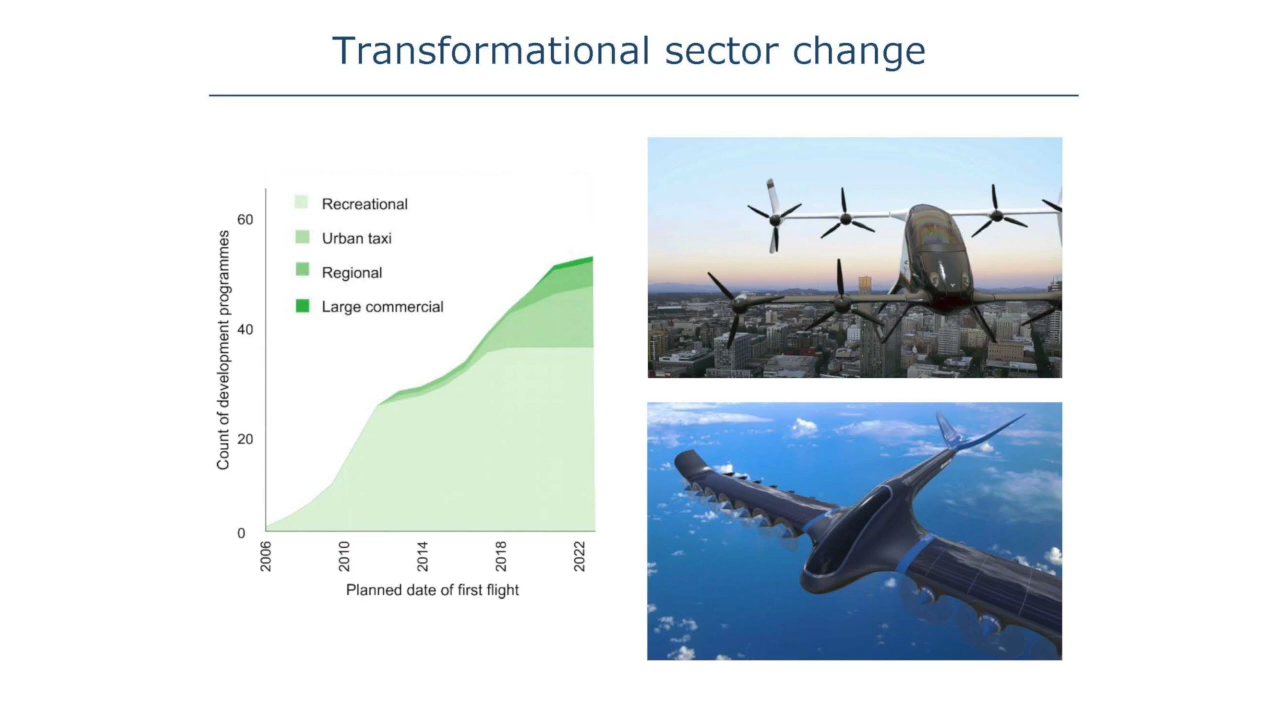 Transformational sector change
Recreational
Urban taxi
Regional
Large commercial
Count of development programmes
60
40
20
0
2006
2010
2014
2018
2022
Planned date of first flight